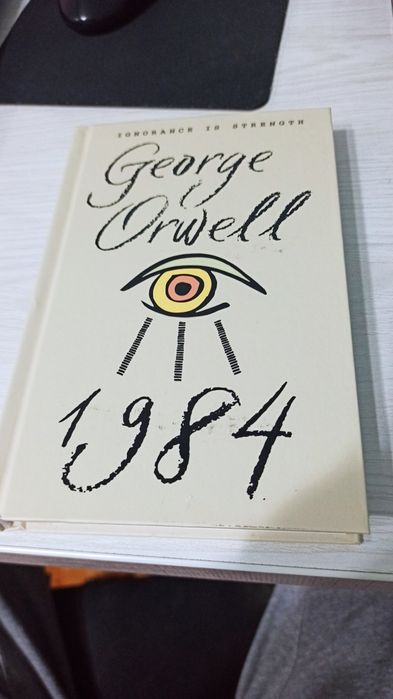 IGNORANCE IS STRENGTH
George
Orwell
1984